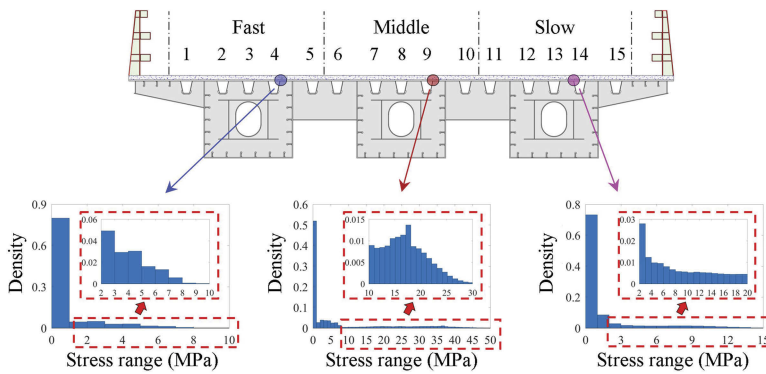 Fast Middle Slow
1 2 3 4 5 6 7 8 9 10 11 12 13 14 15
0.9
0.6
0.3
0
Density
0.06
0.04
0.02
0
2 3 4 5 6 7 8 9 10
0 2 4 6 8 10
Stress range (MPa)
0.6
0.4
0.2
0
Density
0.015
0.01
0.005
0
10 15 20 25 30
0 5 10 15 20 25 30 35 40 45 50
Stress range (MPa)
0.8
0.6
0.4
0.2
0
Density
0.03
0.02
0.01
0
2 4 6 8 10 12 14 16 18 20
0 3 6 9 12 15
Stress range (MPa)